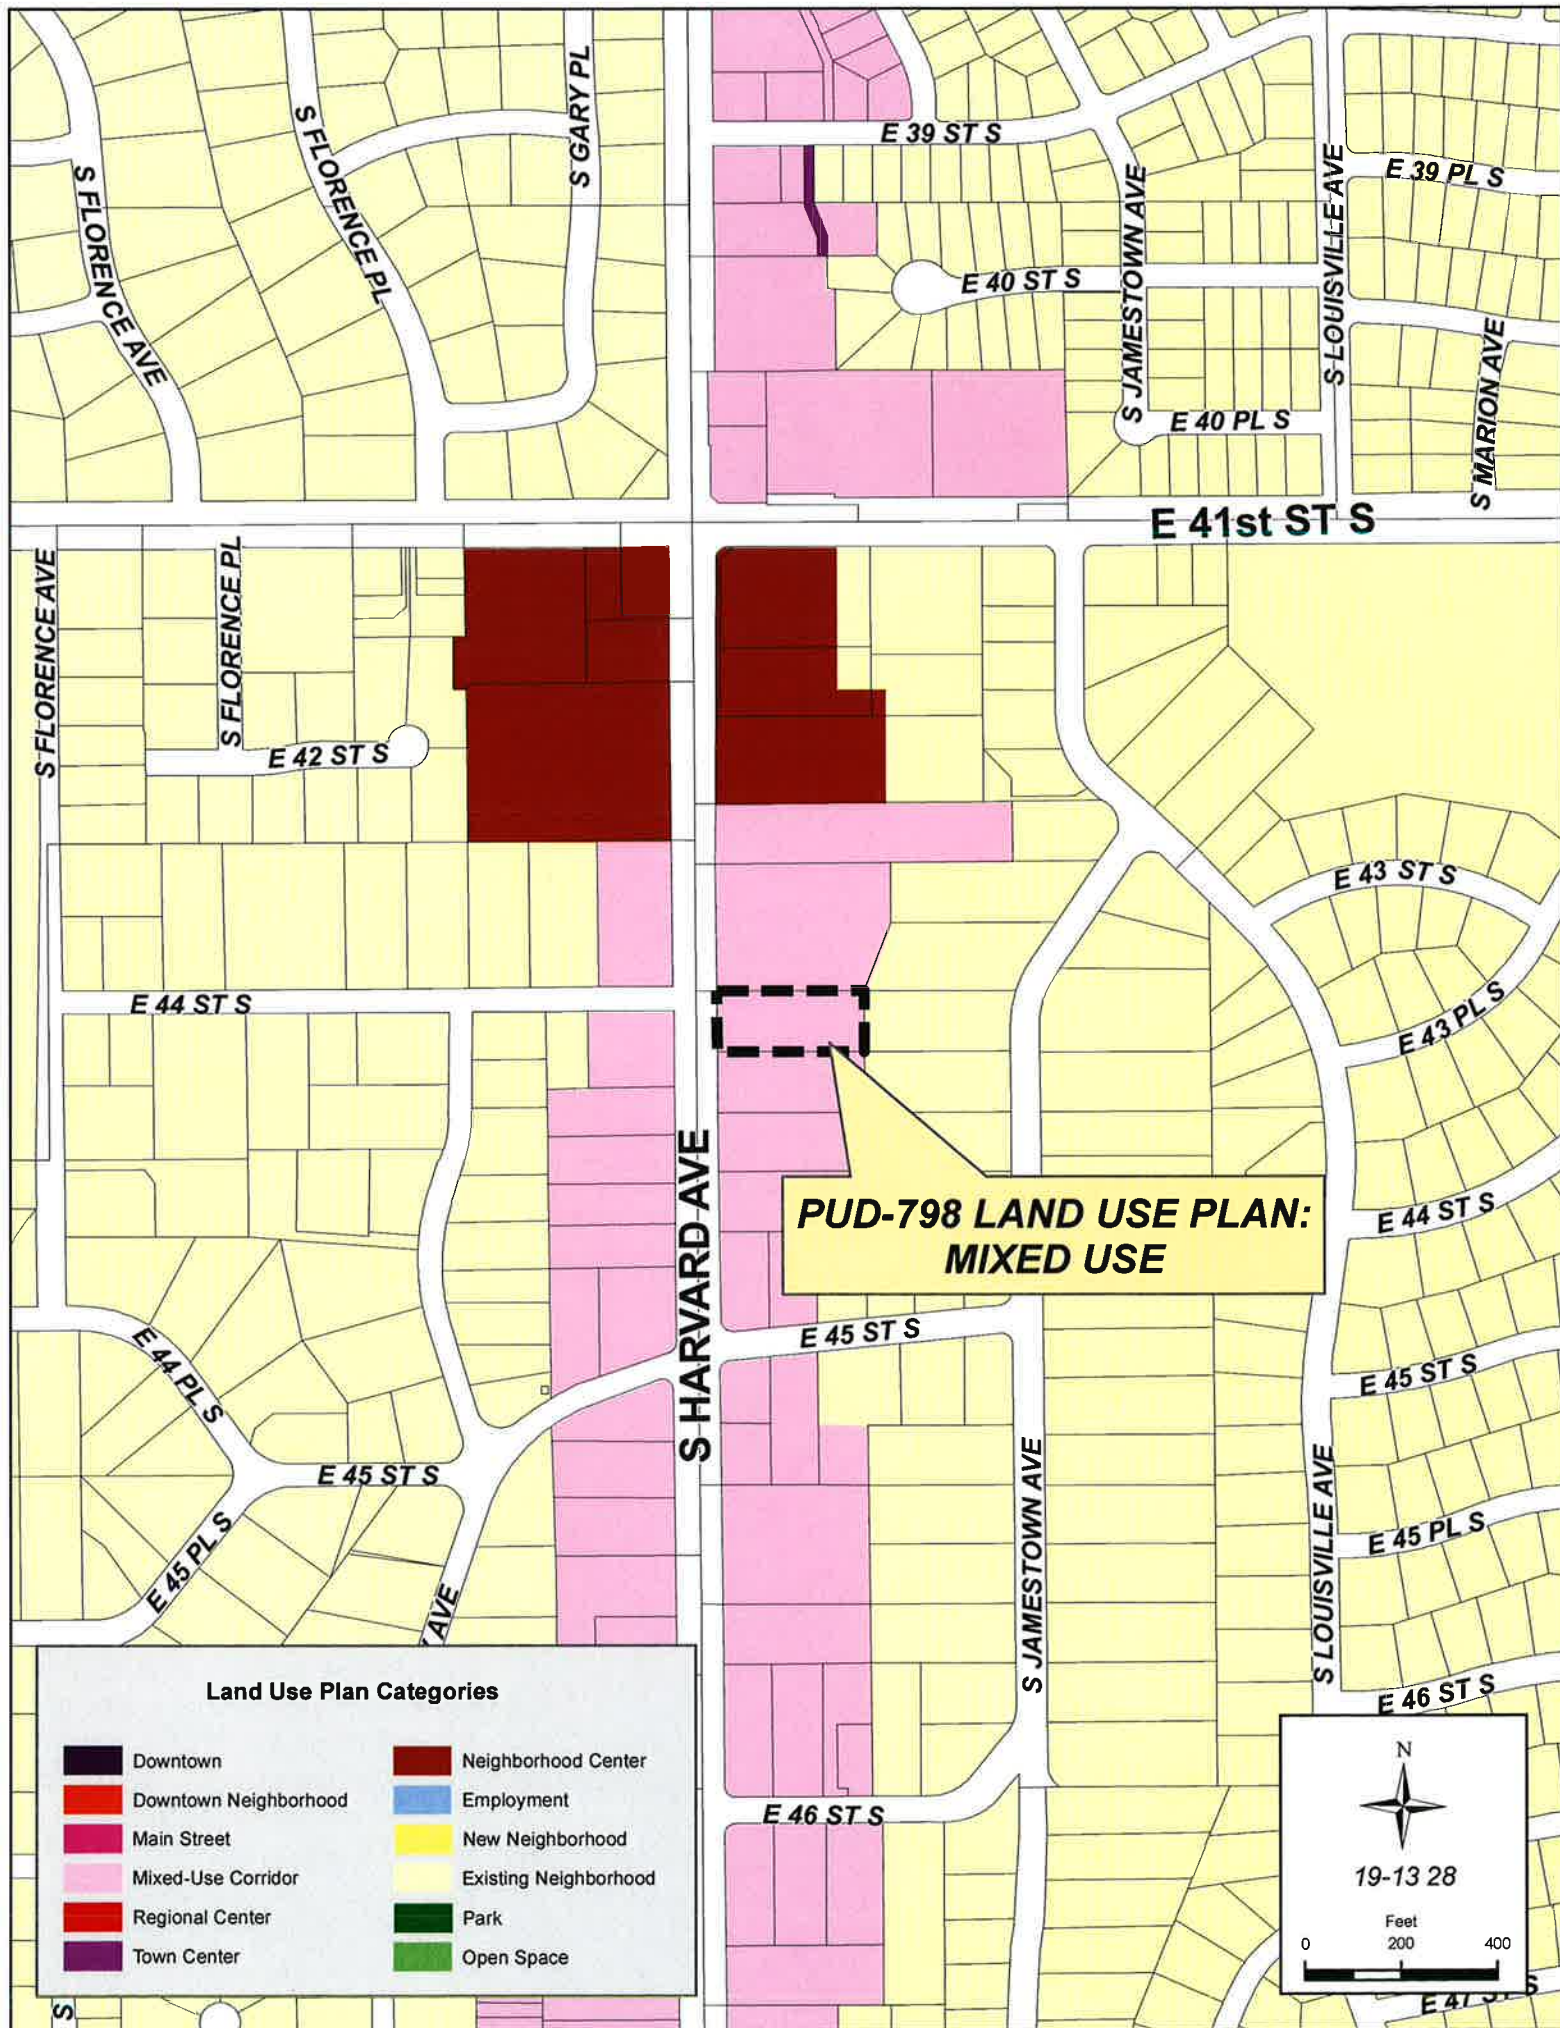 S GARY PL
S FLORENCE PL
S FLORENCE AVE
E 39 ST S
E 39 PL S
S JAMESTOWN AVE
S LOUISVILLE AVE
E 40 ST S
S MARION AVE
E 40 PL S
E 41st ST S
S FLORENCE AVE
S FLORENCE PL
E 42 ST S
E 43 ST S
E 44 ST S
E 43 PL S
S HARVARD AVE
PUD-798 LAND USE PLAN:
MIXED USE
E 44 ST S
E 45 ST S
E 44 PL S
E 45 ST S
E 45 ST S
S JAMESTOWN AVE
S LOUISVILLE AVE
E 45 PL S
E 45 PL S
AVE
E 46 ST S
E 46 ST S
Land Use Plan Categories
Downtown
Downtown Neighborhood
Main Street
Mixed-Use Corridor
Regional Center
Town Center
Neighborhood Center
Employment
New Neighborhood
Existing Neighborhood
Park
Open Space
N
19-13 28
Feet
0 200 400
S
E 47 ST S